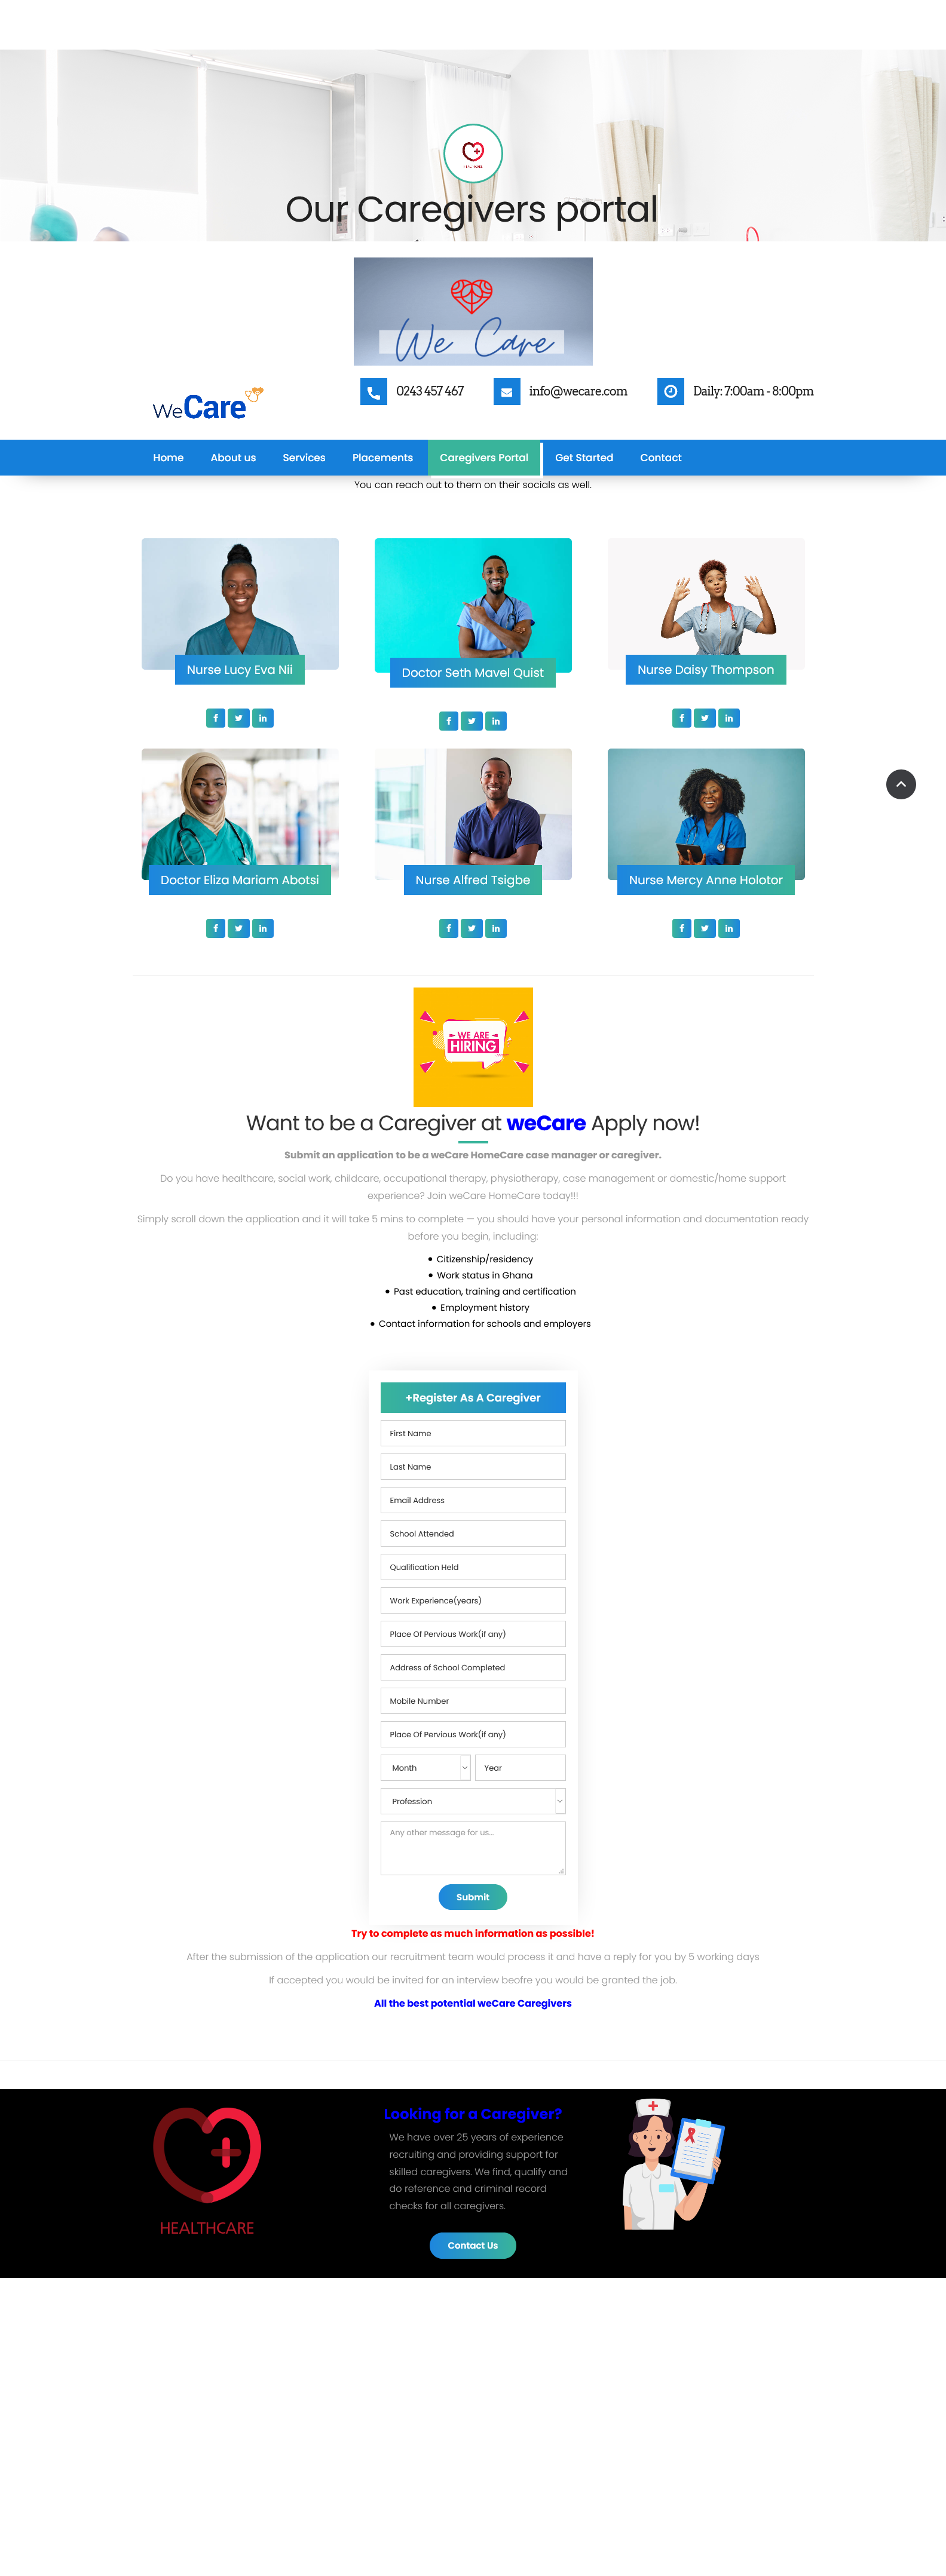 Our Caregivers portal
We Care
WeCare
0243 457 467
info@wecare.com
Daily: 7:00am - 8:00pm
Home
About us
Services
Placements
Caregivers Portal
Get Started
Contact
You can reach out to them on their socials as well.
Nurse Lucy Eva Nii
Doctor Seth Mavel Quist
Nurse Daisy Thompson
Doctor Eliza Mariam Abotsi
Nurse Alfred Tsigbe
Nurse Mercy Anne Holotor
WE ARE
HIRING
Want to be a Caregiver at weCare Apply now!
Submit an application to be a weCare HomeCare case manager or caregiver.
Do you have healthcare, social work, childcare, occupational therapy, physiotherapy, case management or domestic/home support
experience? Join weCare HomeCare today!!!
Simply scroll down the application and it will take 5 mins to complete — you should have your personal information and documentation ready
before you begin, including:
• Citizenship/residency
• Work status in Ghana
• Past education, training and certification
• Employment history
• Contact information for schools and employers
+Register As A Caregiver
First Name
Last Name
Email Address
School Attended
Qualification Held
Work Experience(years)
Place Of Pervious Work(if any)
Address of School Completed
Mobile Number
Place Of Pervious Work(if any)
Month
Year
Profession
Any other message for us...
Submit
Try to complete as much information as possible!
After the submission of the application our recruitment team would process it and have a reply for you by 5 working days
If accepted you would be invited for an interview beofre you would be granted the job.
All the best potential weCare Caregivers
HEALTHCARE
Looking for a Caregiver?
We have over 25 years of experience
recruiting and providing support for
skilled caregivers. We find, qualify and
do reference and criminal record
checks for all caregivers.
Contact Us